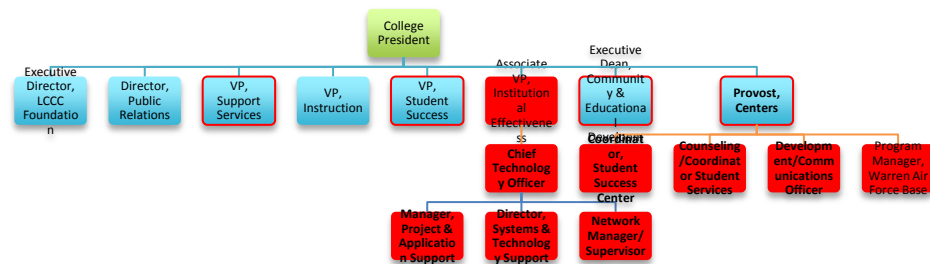 College
President
Executive
Director,
LCCC
Foundatio
n
Director,
Public
Relations
VP,
Support
Services
VP,
Instruction
VP,
Student
Success
Associate
VP,
Institution
al
Effectivene
ss
Executive
Dean,
Communi
ty &
Educational
Provost,
Centers
Chief
Technolog
y Officer
Coordinat
or,
Student
Success
Center
Counseling
/Coordinat
or Student
Services
Developm
ent/Comm
unications
Officer
Program
Manager,
Warren Air
Force Base
Manager,
Project &
Applicatio
n Support
Director,
Systems &
Technolog
y Support
Network
Manager/
Supervisor